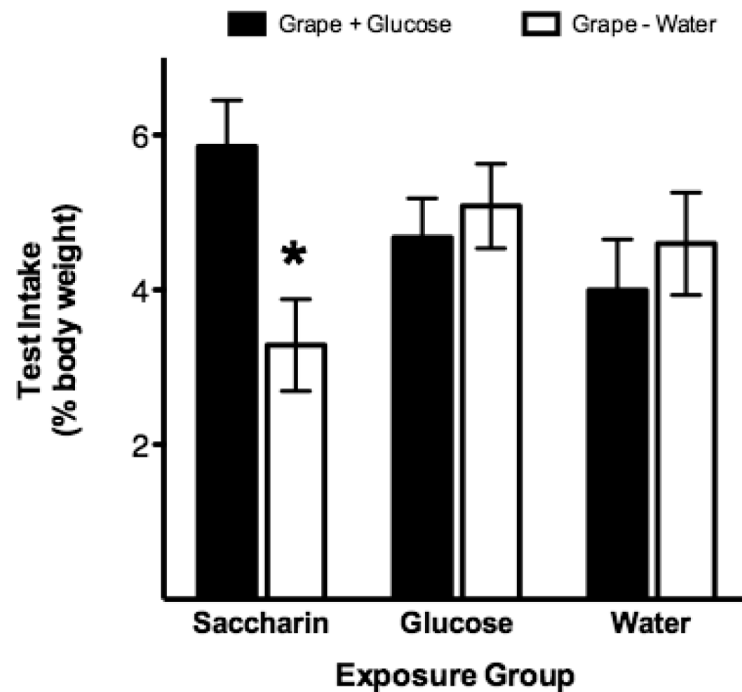 Grape + Glucose Grape - Water
Test Intake
(% body weight)
6
4
2
*
Saccharin Glucose Water
Exposure Group